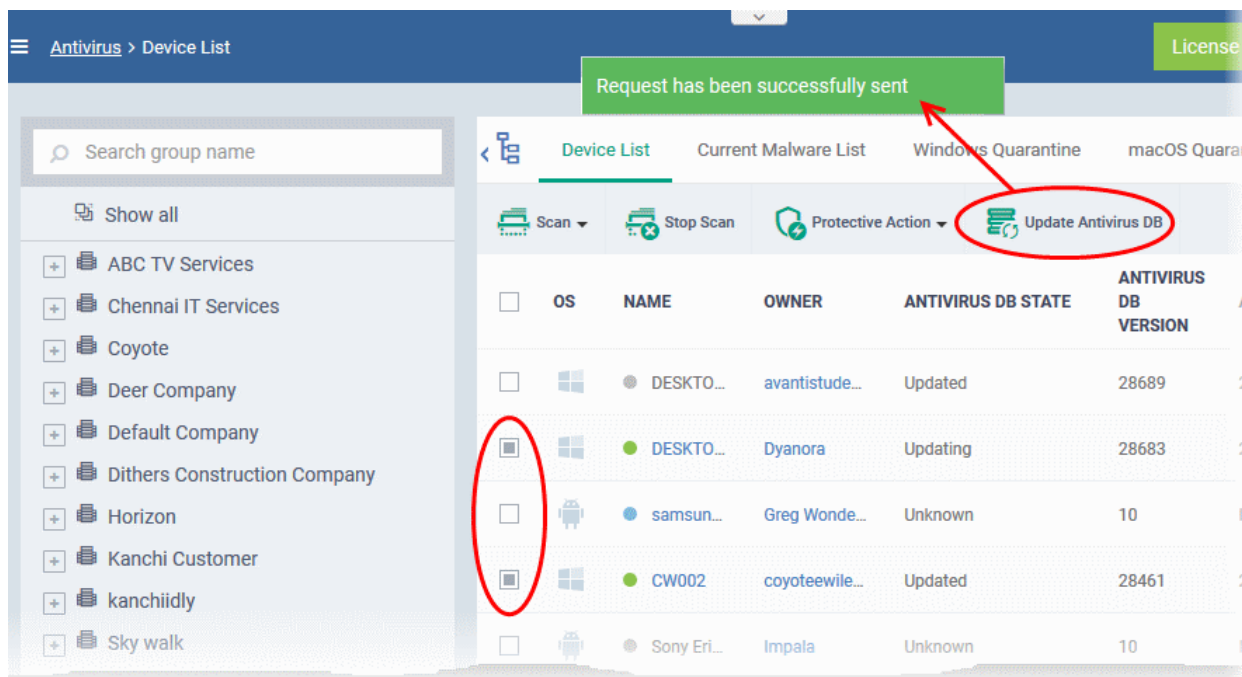 Antivirus > Device List
License
Request has been successfully sent
Search group name
Show all
ABC TV Services
Chennai IT Services
Coyote
Deer Company
Default Company
Dithers Construction Company
Horizon
Kanchi Customer
kanchiidly
Sky walk
Device List Current Malware List Windows Quarantine macOS Quara
Scan Stop Scan Protective Action Update Antivirus DB
OS NAME OWNER ANTIVIRUS DB STATE ANTIVIRUS
DB
VERSION
DESKTO... avantistude... Updated 28689
DESKTO... Dyanora Updating 28683
samsun... Greg Wonde... Unknown 10
CW002 coyoteewile... Updated 28461
Sony Eri... Impala Unknown 10